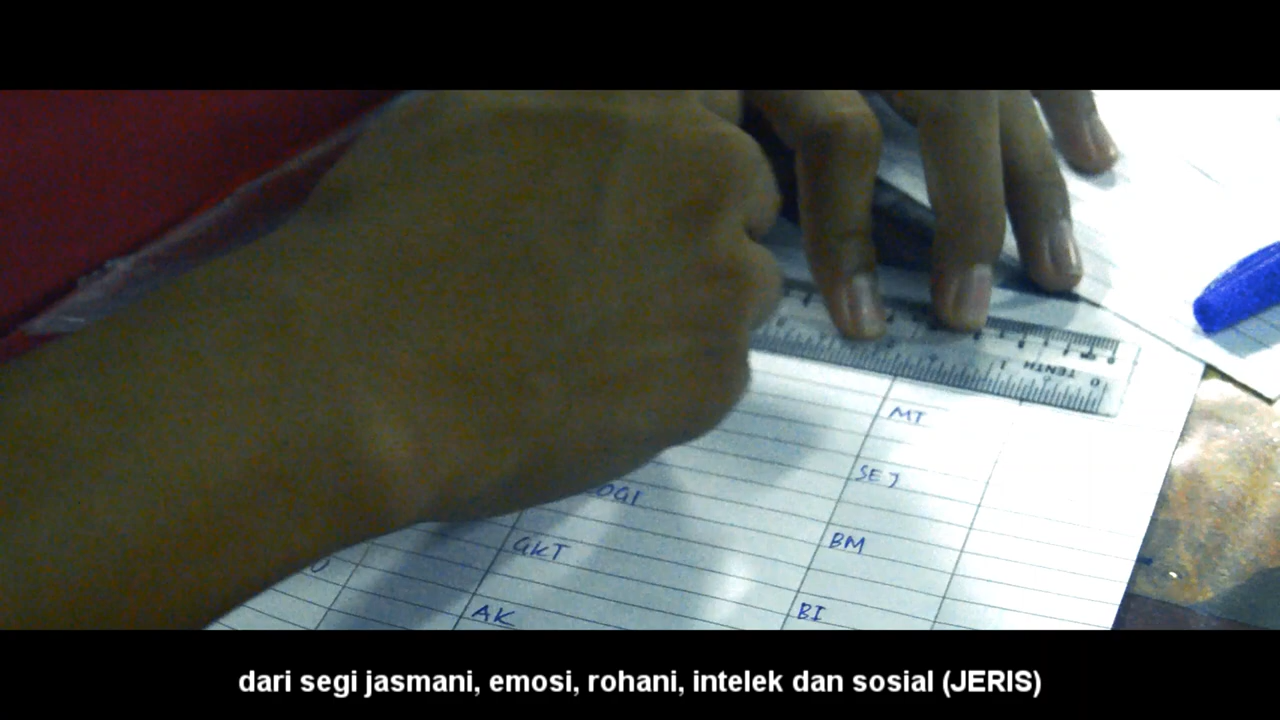 TENTH
MT
SEJ
OGI
BM
GKT
BI
AK
dari segi jasmani, emosi, rohani, intelek dan sosial (JERIS)